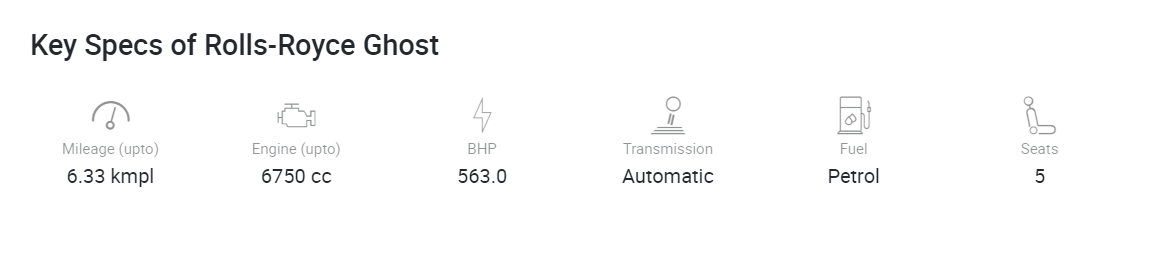 Key Specs of Rolls-Royce Ghost
Mileage (upto) Engine (upto) BHP Transmission Fuel Seats
6.33 kmpl 6750 cc 563.0 Automatic Petrol 5